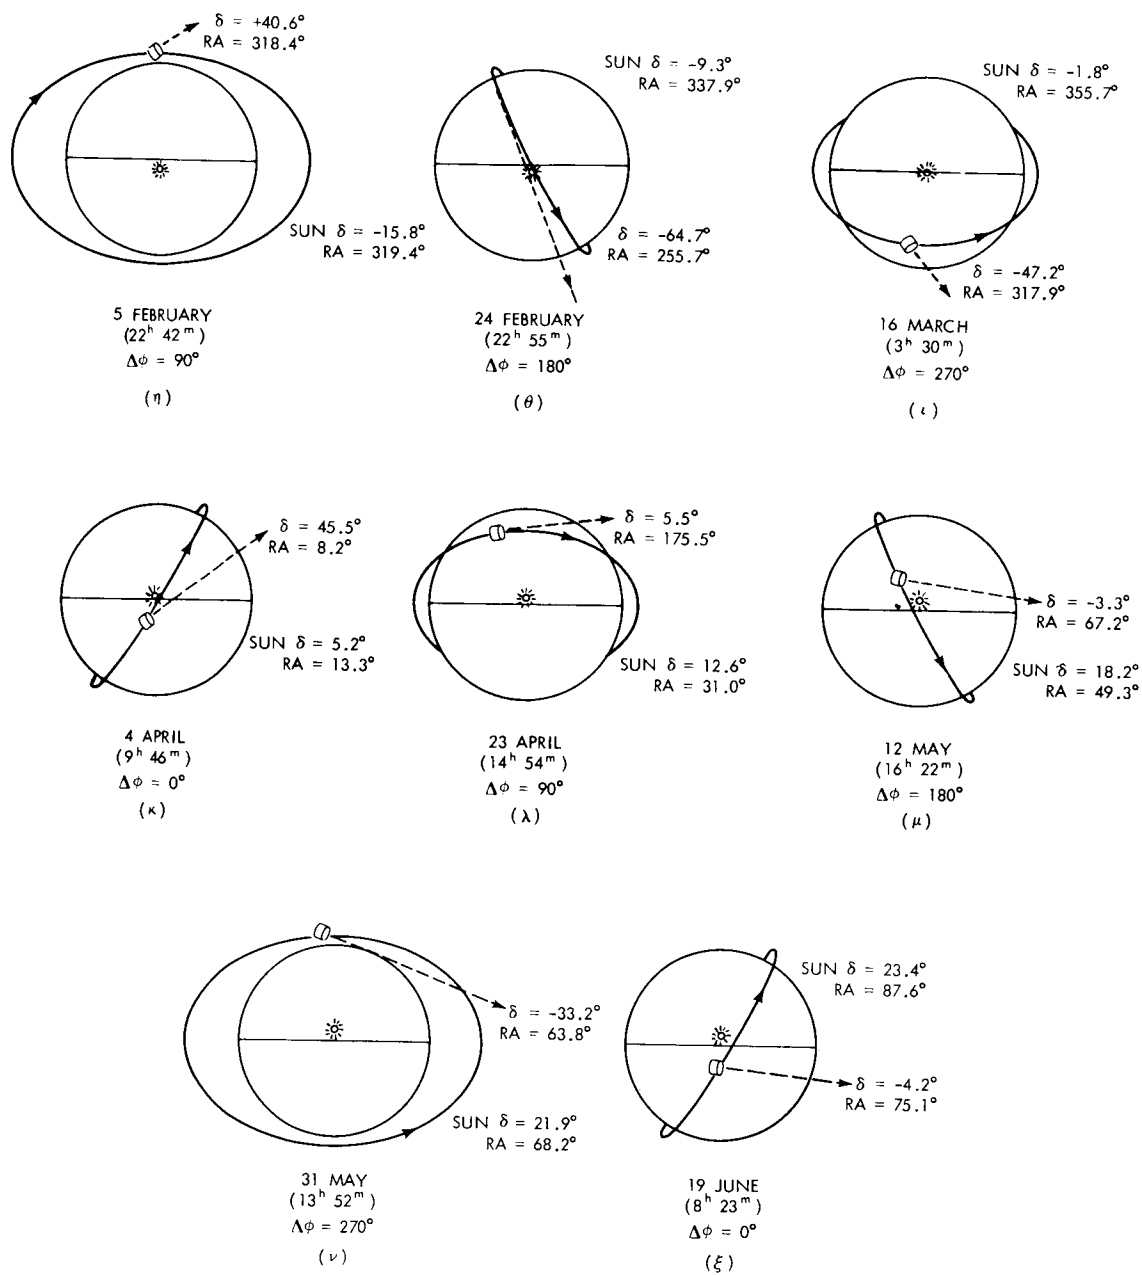 δ = +40.6°
RA = 318.4°
SUN δ = -15.8°
RA = 319.4°
5 FEBRUARY
(22ʰ 42ᵐ)
Δϕ = 90°
(η)
SUN δ = -9.3°
RA = 337.9°
δ = -64.7°
RA = 255.7°
24 FEBRUARY
(22ʰ 55ᵐ)
Δϕ = 180°
(θ)
SUN δ = -1.8°
RA = 355.7°
δ = -47.2°
RA = 317.9°
16 MARCH
(3ʰ 30ᵐ)
Δϕ = 270°
(ι)
δ = 45.5°
RA = 8.2°
SUN δ = 5.2°
RA = 13.3°
4 APRIL
(9ʰ 46ᵐ)
Δϕ = 0°
(κ)
δ = 5.5°
RA = 175.5°
SUN δ = 12.6°
RA = 31.0°
23 APRIL
(14ʰ 54ᵐ)
Δϕ = 90°
(λ)
δ = -3.3°
RA = 67.2°
SUN δ = 18.2°
RA = 49.3°
12 MAY
(16ʰ 22ᵐ)
Δϕ = 180°
(μ)
δ = -33.2°
RA = 63.8°
SUN δ = 21.9°
RA = 68.2°
31 MAY
(13ʰ 52ᵐ)
Δϕ = 270°
(ν)
SUN δ = 23.4°
RA = 87.6°
δ = -4.2°
RA = 75.1°
19 JUNE
(8ʰ 23ᵐ)
Δϕ = 0°
(ξ)